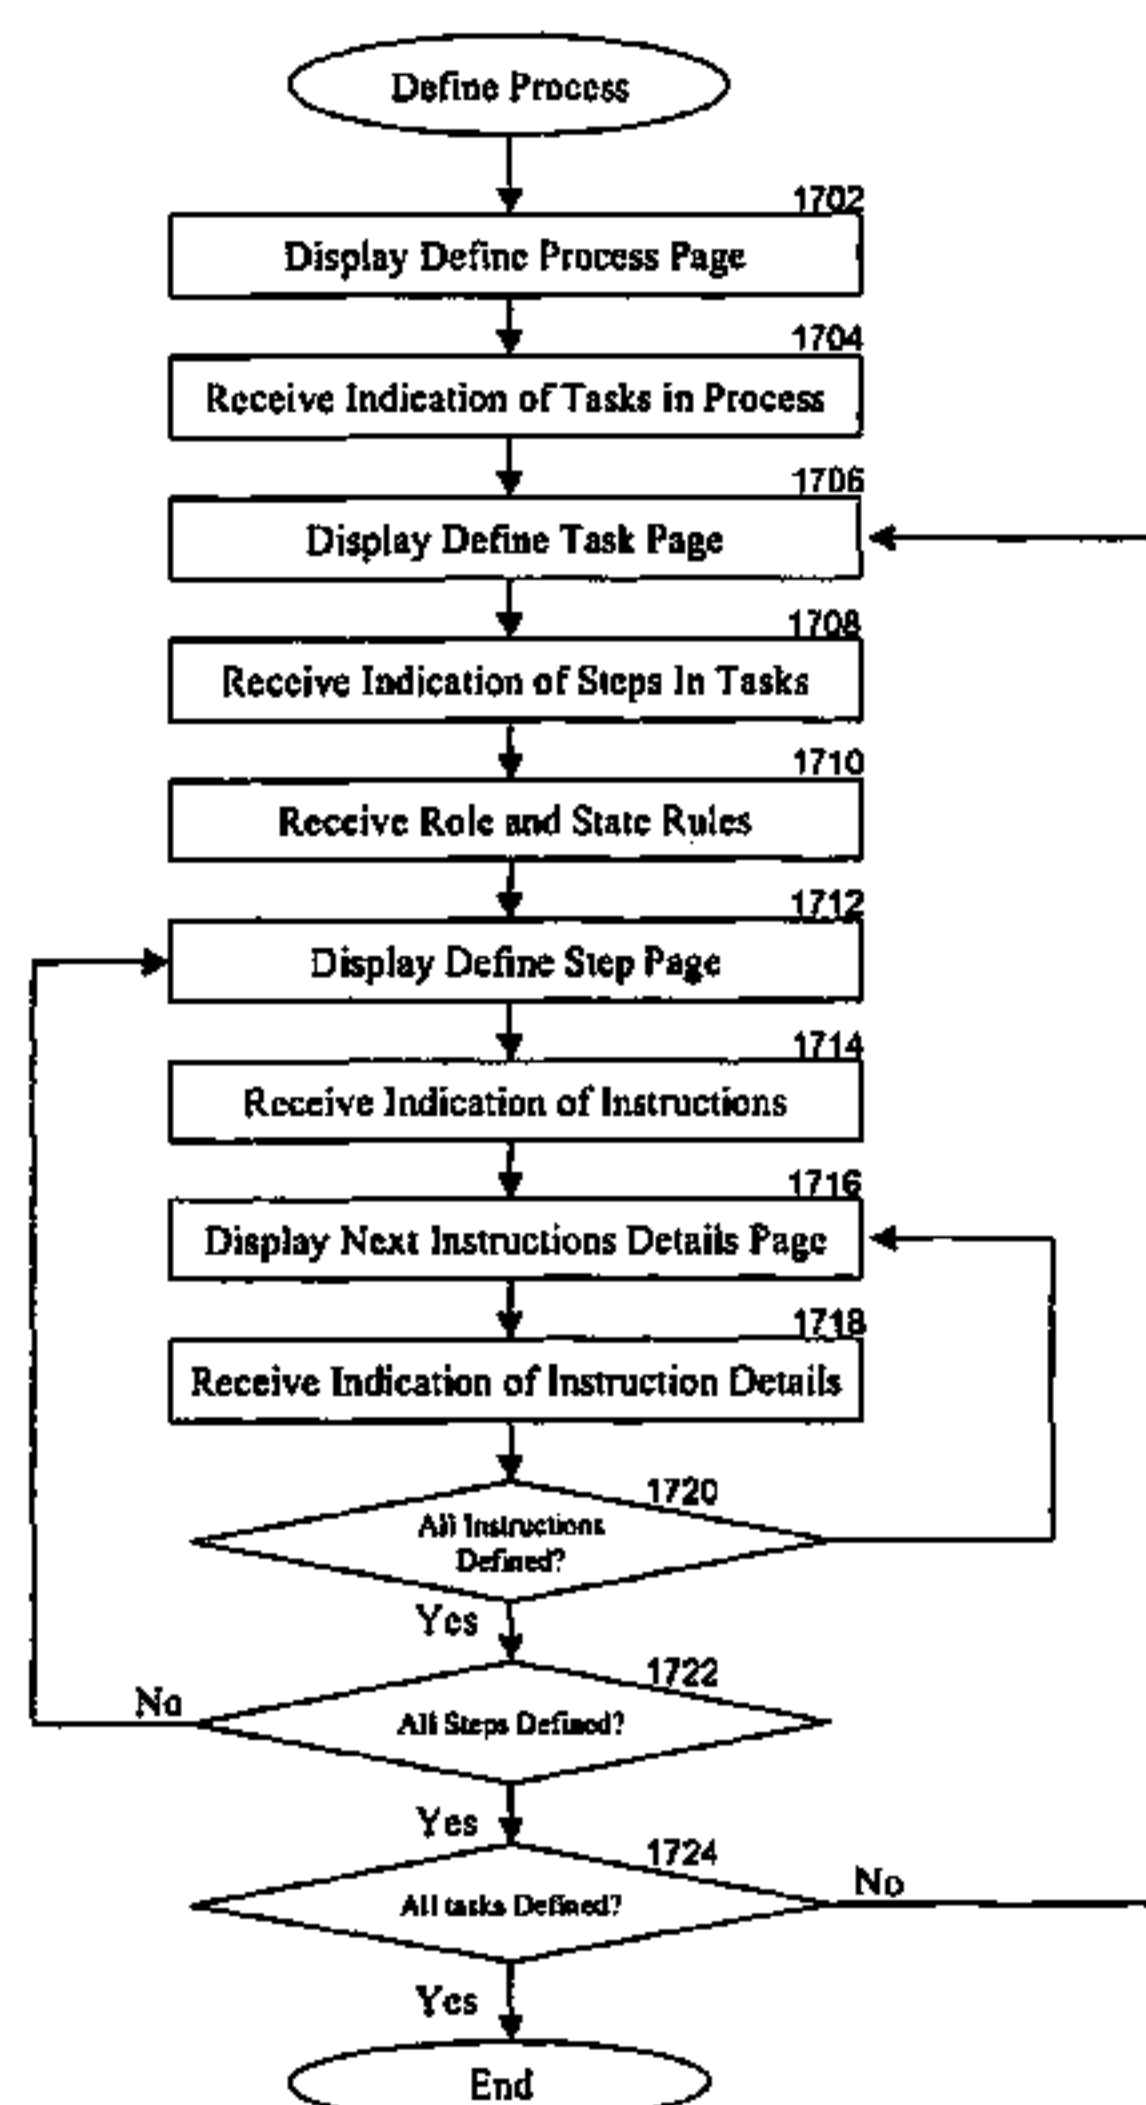 Define Process
1702
Display Define Process Page
1704
Receive Indication of Tasks in Process
1706
Display Define Task Page
1708
Receive Indication of Steps In Tasks
1710
Receive Role and State Rules
1712
Display Define Step Page
1714
Receive Indication of Instructions
1716
Display Next Instructions Details Page
1718
Receive Indication of Instruction Details
1720
All Instructions
Defined?
Yes
1722
No
All Steps Defined?
Yes
1724
No
All tasks Defined?
Yes
End